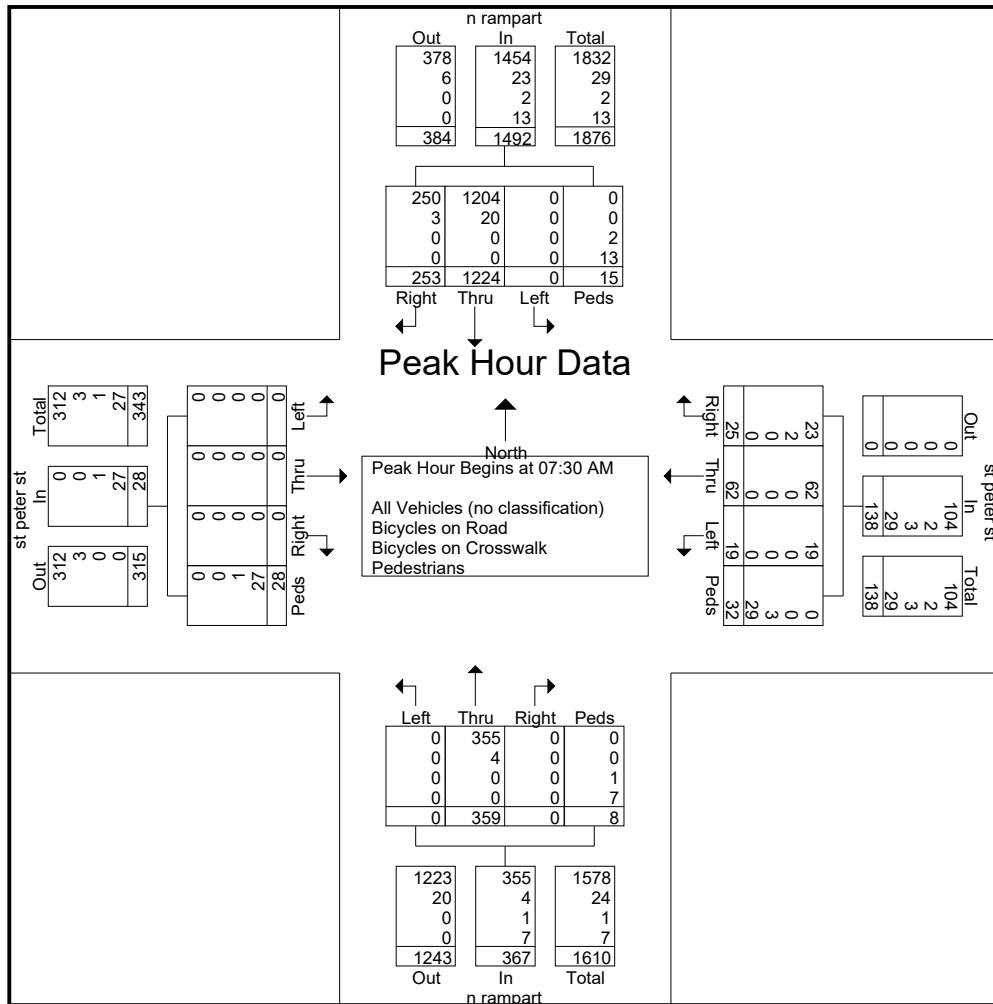 n rampart
Out In Total
378 1454 1832
6 23 29
0 2 2
0 13 13
384 1492 1876
250 1204 0 0
3 20 0 0
0 0 0 2
0 0 0 13
253 1224 0 15
Right Thru Left Peds
Peak Hour Data
North
Peak Hour Begins at 07:30 AM
All Vehicles (no classification)
Bicycles on Road
Bicycles on Crosswalk
Pedestrians
st peter st
Out In Total
312 0 312
3 0 3
0 1 1
0 27 27
315 28 343
Peds Right Thru Left
0 0 0 0
0 0 0 0
1 0 0 0
27 0 0 0
28 0 0 0
Right Thru Left Peds
23 62 19 0
2 0 0 0
0 0 0 3
0 0 0 29
25 62 19 32
st peter st
Out In Total
0 104 104
0 2 2
0 3 3
0 29 29
0 138 138
Left Thru Right Peds
0 355 0 0
0 4 0 0
0 0 0 1
0 0 0 7
0 359 0 8
1223 355 1578
20 4 24
0 1 1
0 7 7
1243 367 1610
Out In Total
n rampart